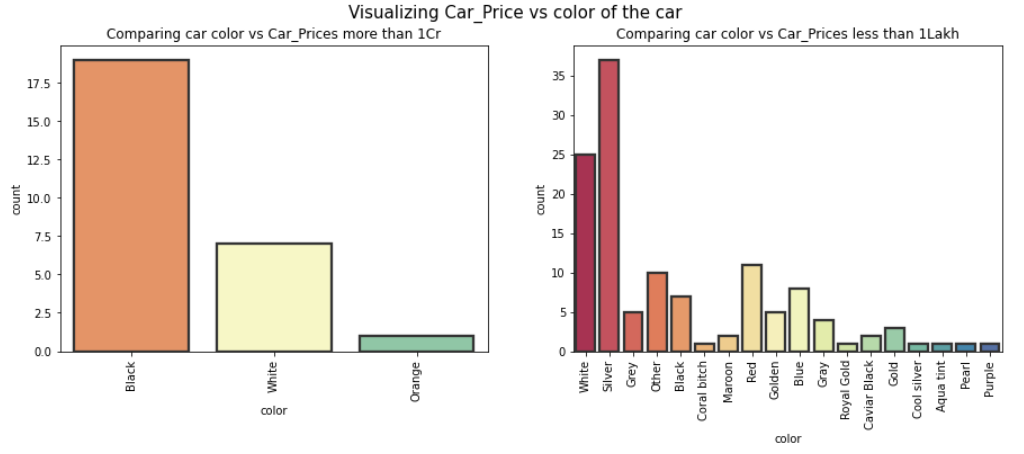 Visualizing Car_Price vs color of the car
Comparing car color vs Car_Prices more than 1Cr
17.5
15.0
12.5
10.0
7.5
5.0
2.5
0.0
count
Black
White
Orange
color
Comparing car color vs Car_Prices less than 1Lakh
35
30
25
20
15
10
5
0
count
White
Silver
Grey
Other
Black
Coral bitch
Maroon
Red
Golden
Blue
Gray
Royal Gold
Caviar Black
Gold
Cool silver
Aqua tint
Pearl
Purple
color